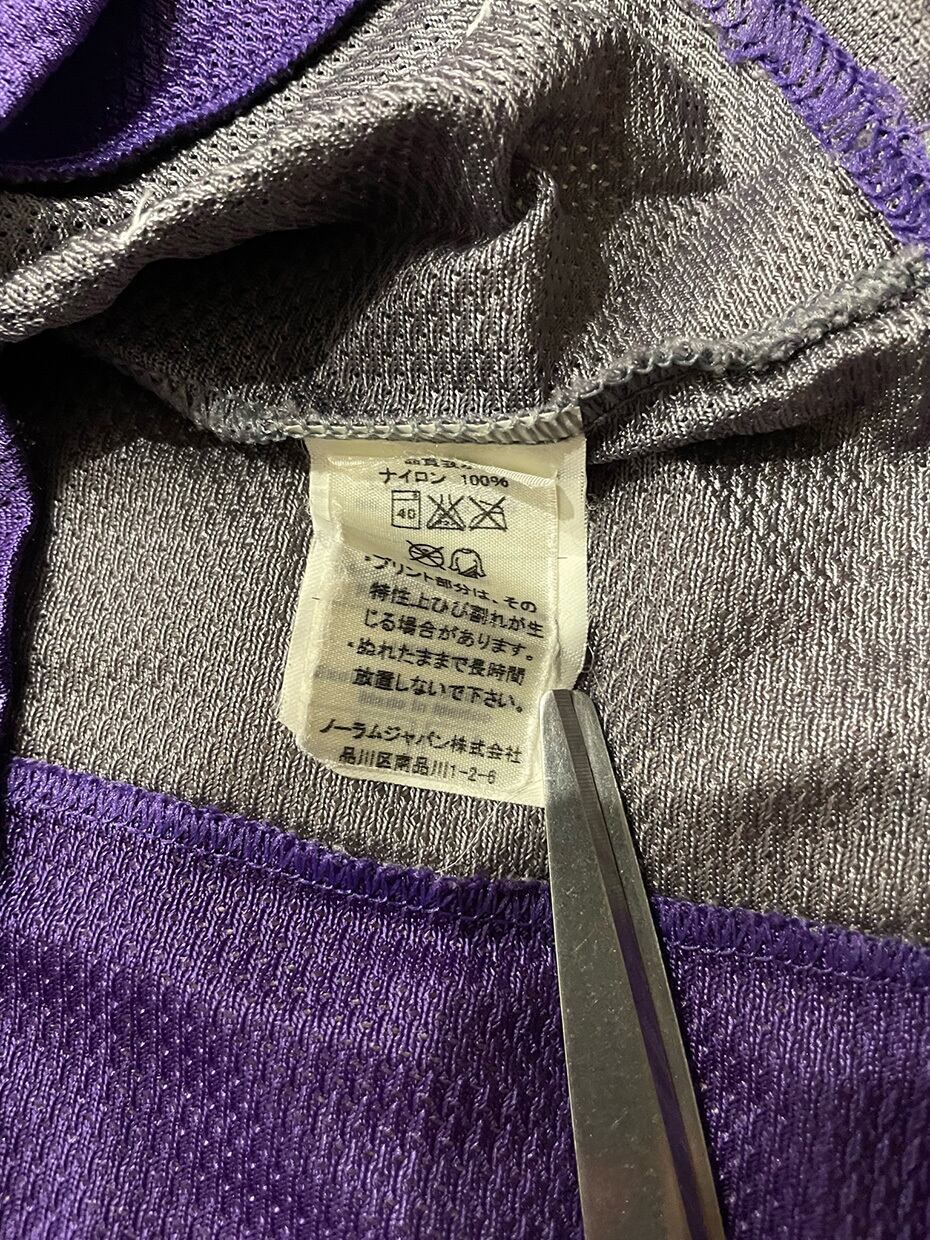 ナイロン 100%
40
・プリント部分は、その
特性上ひび割れが生
じる場合があります。
・ぬれたままで長時間
放置しないで下さい。
ノーラムジャパン株式会社
品川区南品川1-2-6